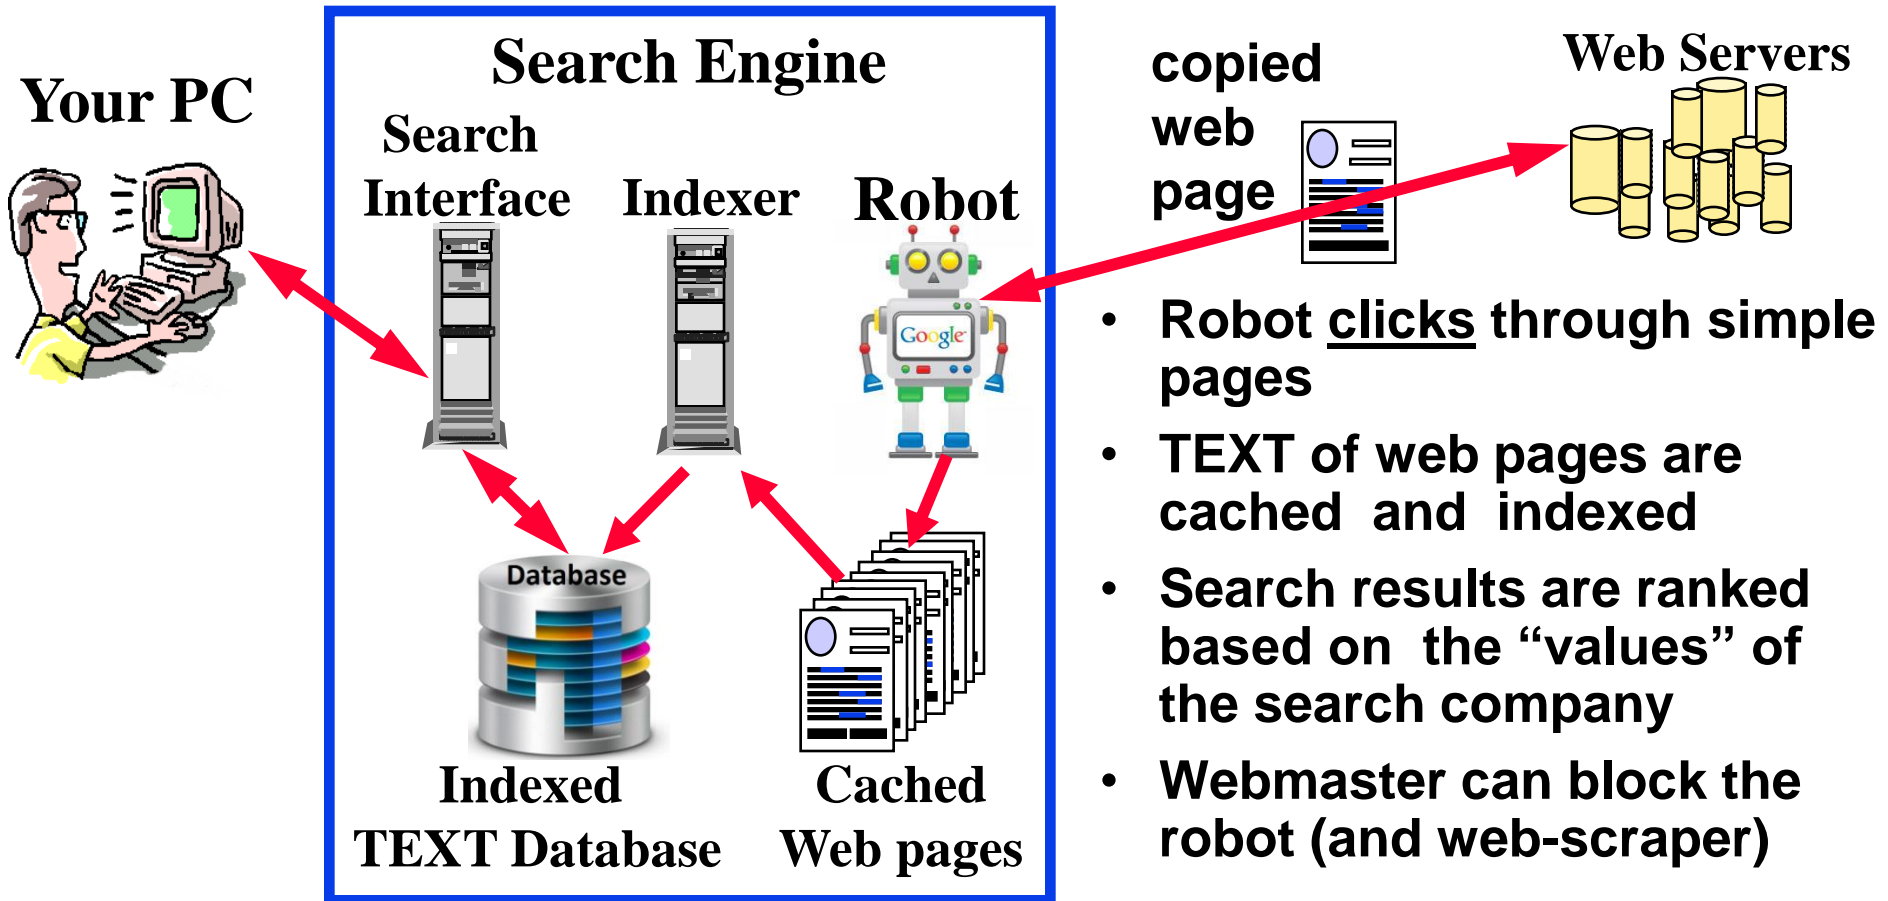 Your PC
Search Engine
Search
Interface
Indexer
Robot
Google
Database
Indexed
TEXT Database
Cached
Web pages
copied
web
page
Web Servers
• Robot clicks through simple
pages
• TEXT of web pages are
cached and indexed
• Search results are ranked
based on the “values” of
the search company
• Webmaster can block the
robot (and web-scraper)